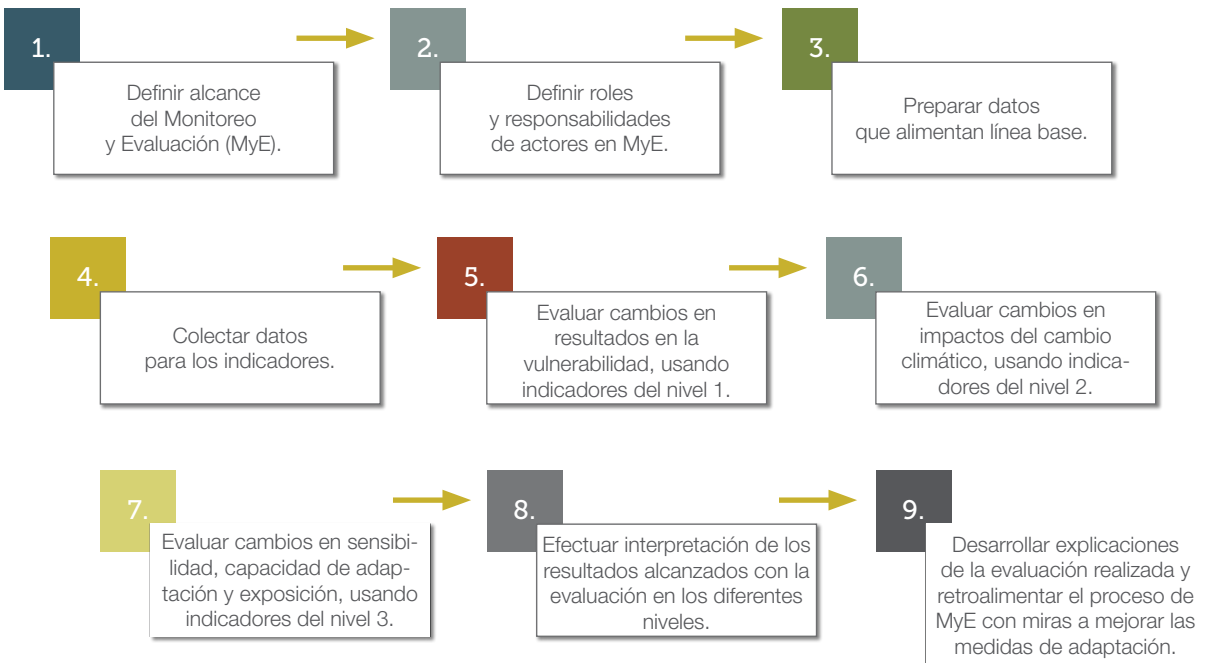 1.
Definir alcance
del Monitoreo
y Evaluación (MyE).
2.
Definir roles
y responsabilidades
de actores en MyE.
3.
Preparar datos
que alimentan línea base.
4.
Colectar datos
para los indicadores.
5.
Evaluar cambios en
resultados en la
vulnerabilidad, usando
indicadores del nivel 1.
6.
Evaluar cambios en
impactos del cambio
climático, usando indica-
dores del nivel 2.
7.
Evaluar cambios en sensibi-
lidad, capacidad de adap-
tación y exposición, usando
indicadores del nivel 3.
8.
Efectuar interpretación de los
resultados alcanzados con la
evaluación en los diferentes
niveles.
9.
Desarrollar explicaciones
de la evaluación realizada y
retroalimentar el proceso de
MyE con miras a mejorar las
medidas de adaptación.